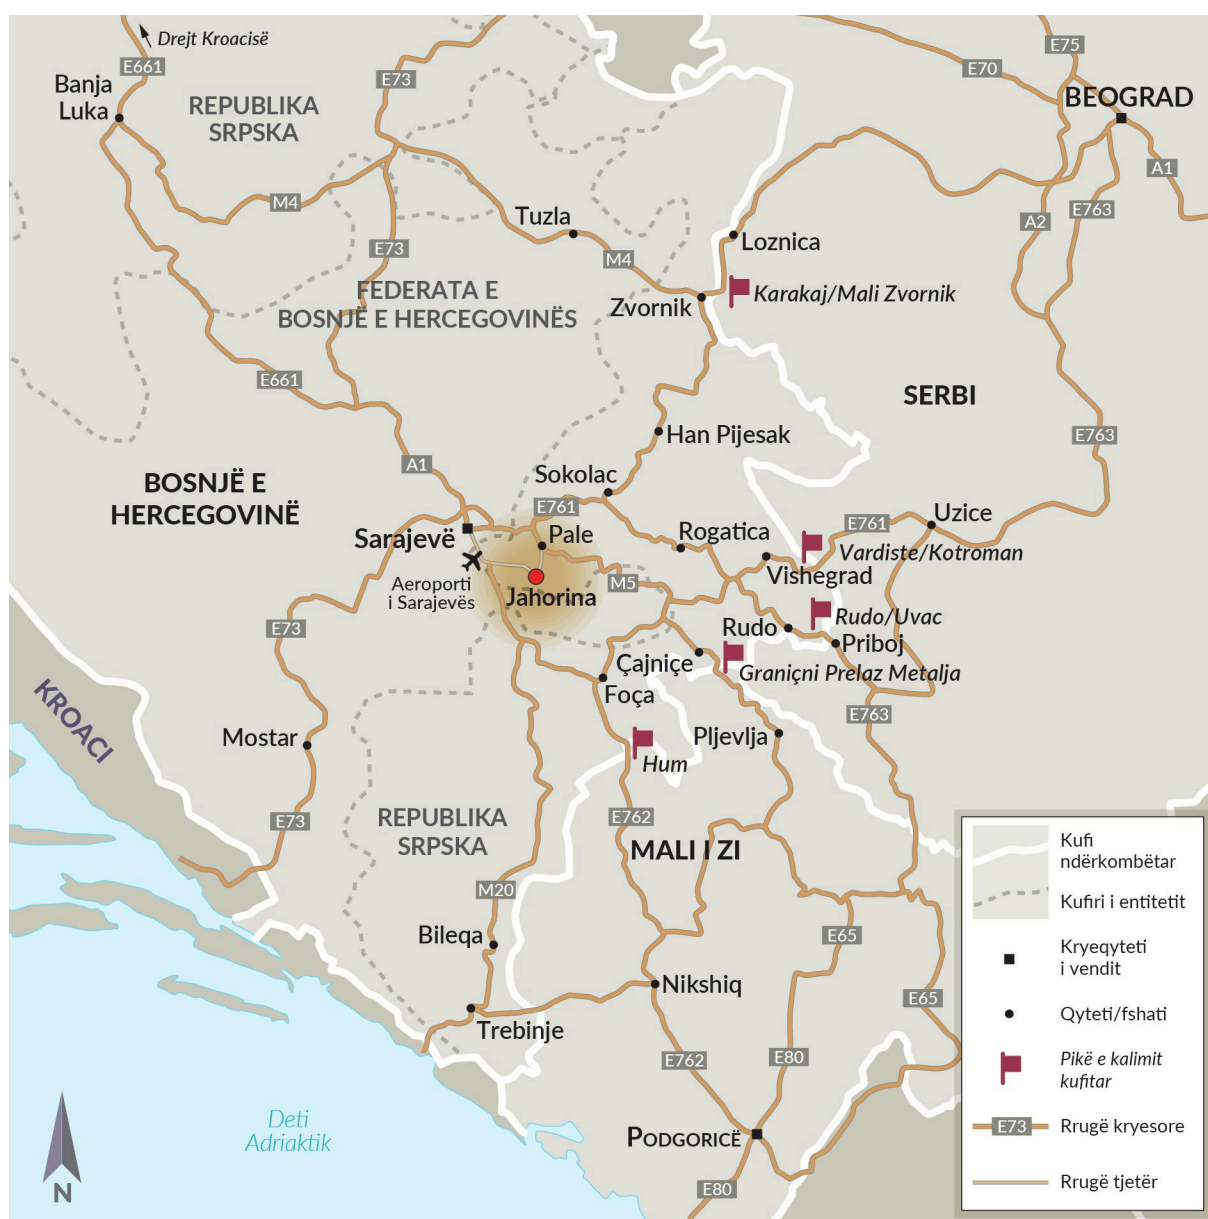 Drejt Kroacisë
E661
E73
E75
E70
Banja
Luka
REPUBLIKA
SRPSKA
BEOGRAD
A1
M4
E73
Tuzla
M4
Loznica
A2
E763
FEDERATA E
BOSNJË E HERCEGOVINËS
Zvornik
Karakaj/Mali Zvornik
E661
SERBI
Han Pijesak
E763
A1
Sokolac
BOSNJË E
HERCEGOVINË
E761
Sarajevë
Pale
Rogatica
E761
Uzice
Vardiste/Kotroman
Vishegrad
Aeroporti
i Sarajevës
Jahorina
M5
E73
Rudo
Rudo/Uvac
Priboj
Çajniçe
Graniçni Prelaz Metalja
Foça
KROACI
Mostar
Hum
Pljevlja
E763
E73
REPUBLIKA
SRPSKA
E762
MALI I ZI
M20
Bileqa
E65
Nikshiq
E65
Trebinje
E762
E80
Deti
Adriaktik
PODGORICË
E80
N
Kufi
ndërkombëtar
Kufiri i entitetit
Kryeqyteti
i vendit
Qyteti/fshati
Pikë e kalimit
kufitar
E73
Rrugë kryesore
Rrugë tjetër